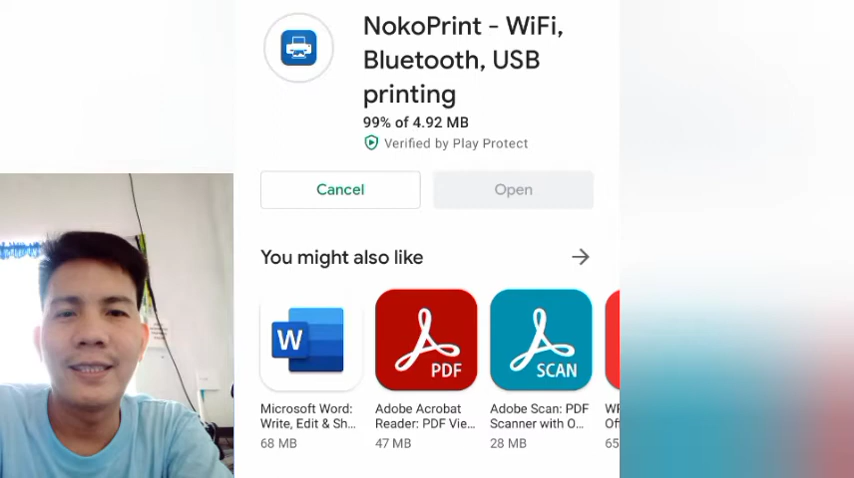 NokoPrint - WiFi,
Bluetooth, USB
printing
99% of 4.92 MB
Verified by Play Protect
Cancel
Open
You might also like
W
PDF
SCAN
Microsoft Word:
Write, Edit & Sh...
68 MB
Adobe Acrobat
Reader: PDF Vie...
47 MB
Adobe Scan: PDF
Scanner with O...
28 MB